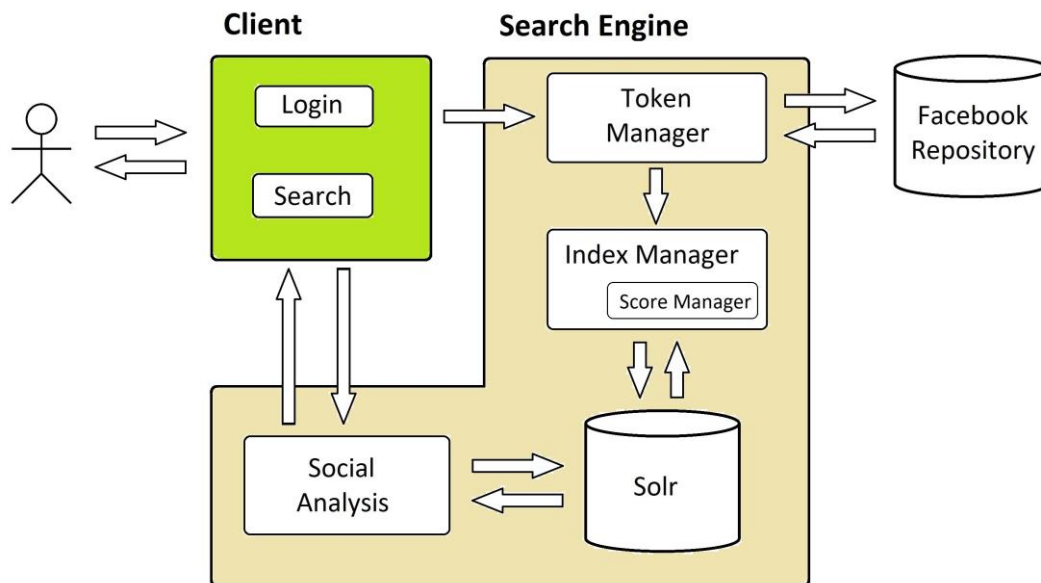 Client
Search Engine
Login
Search
Token
Manager
Facebook
Repository
Index Manager
Score Manager
Social
Analysis
Solr